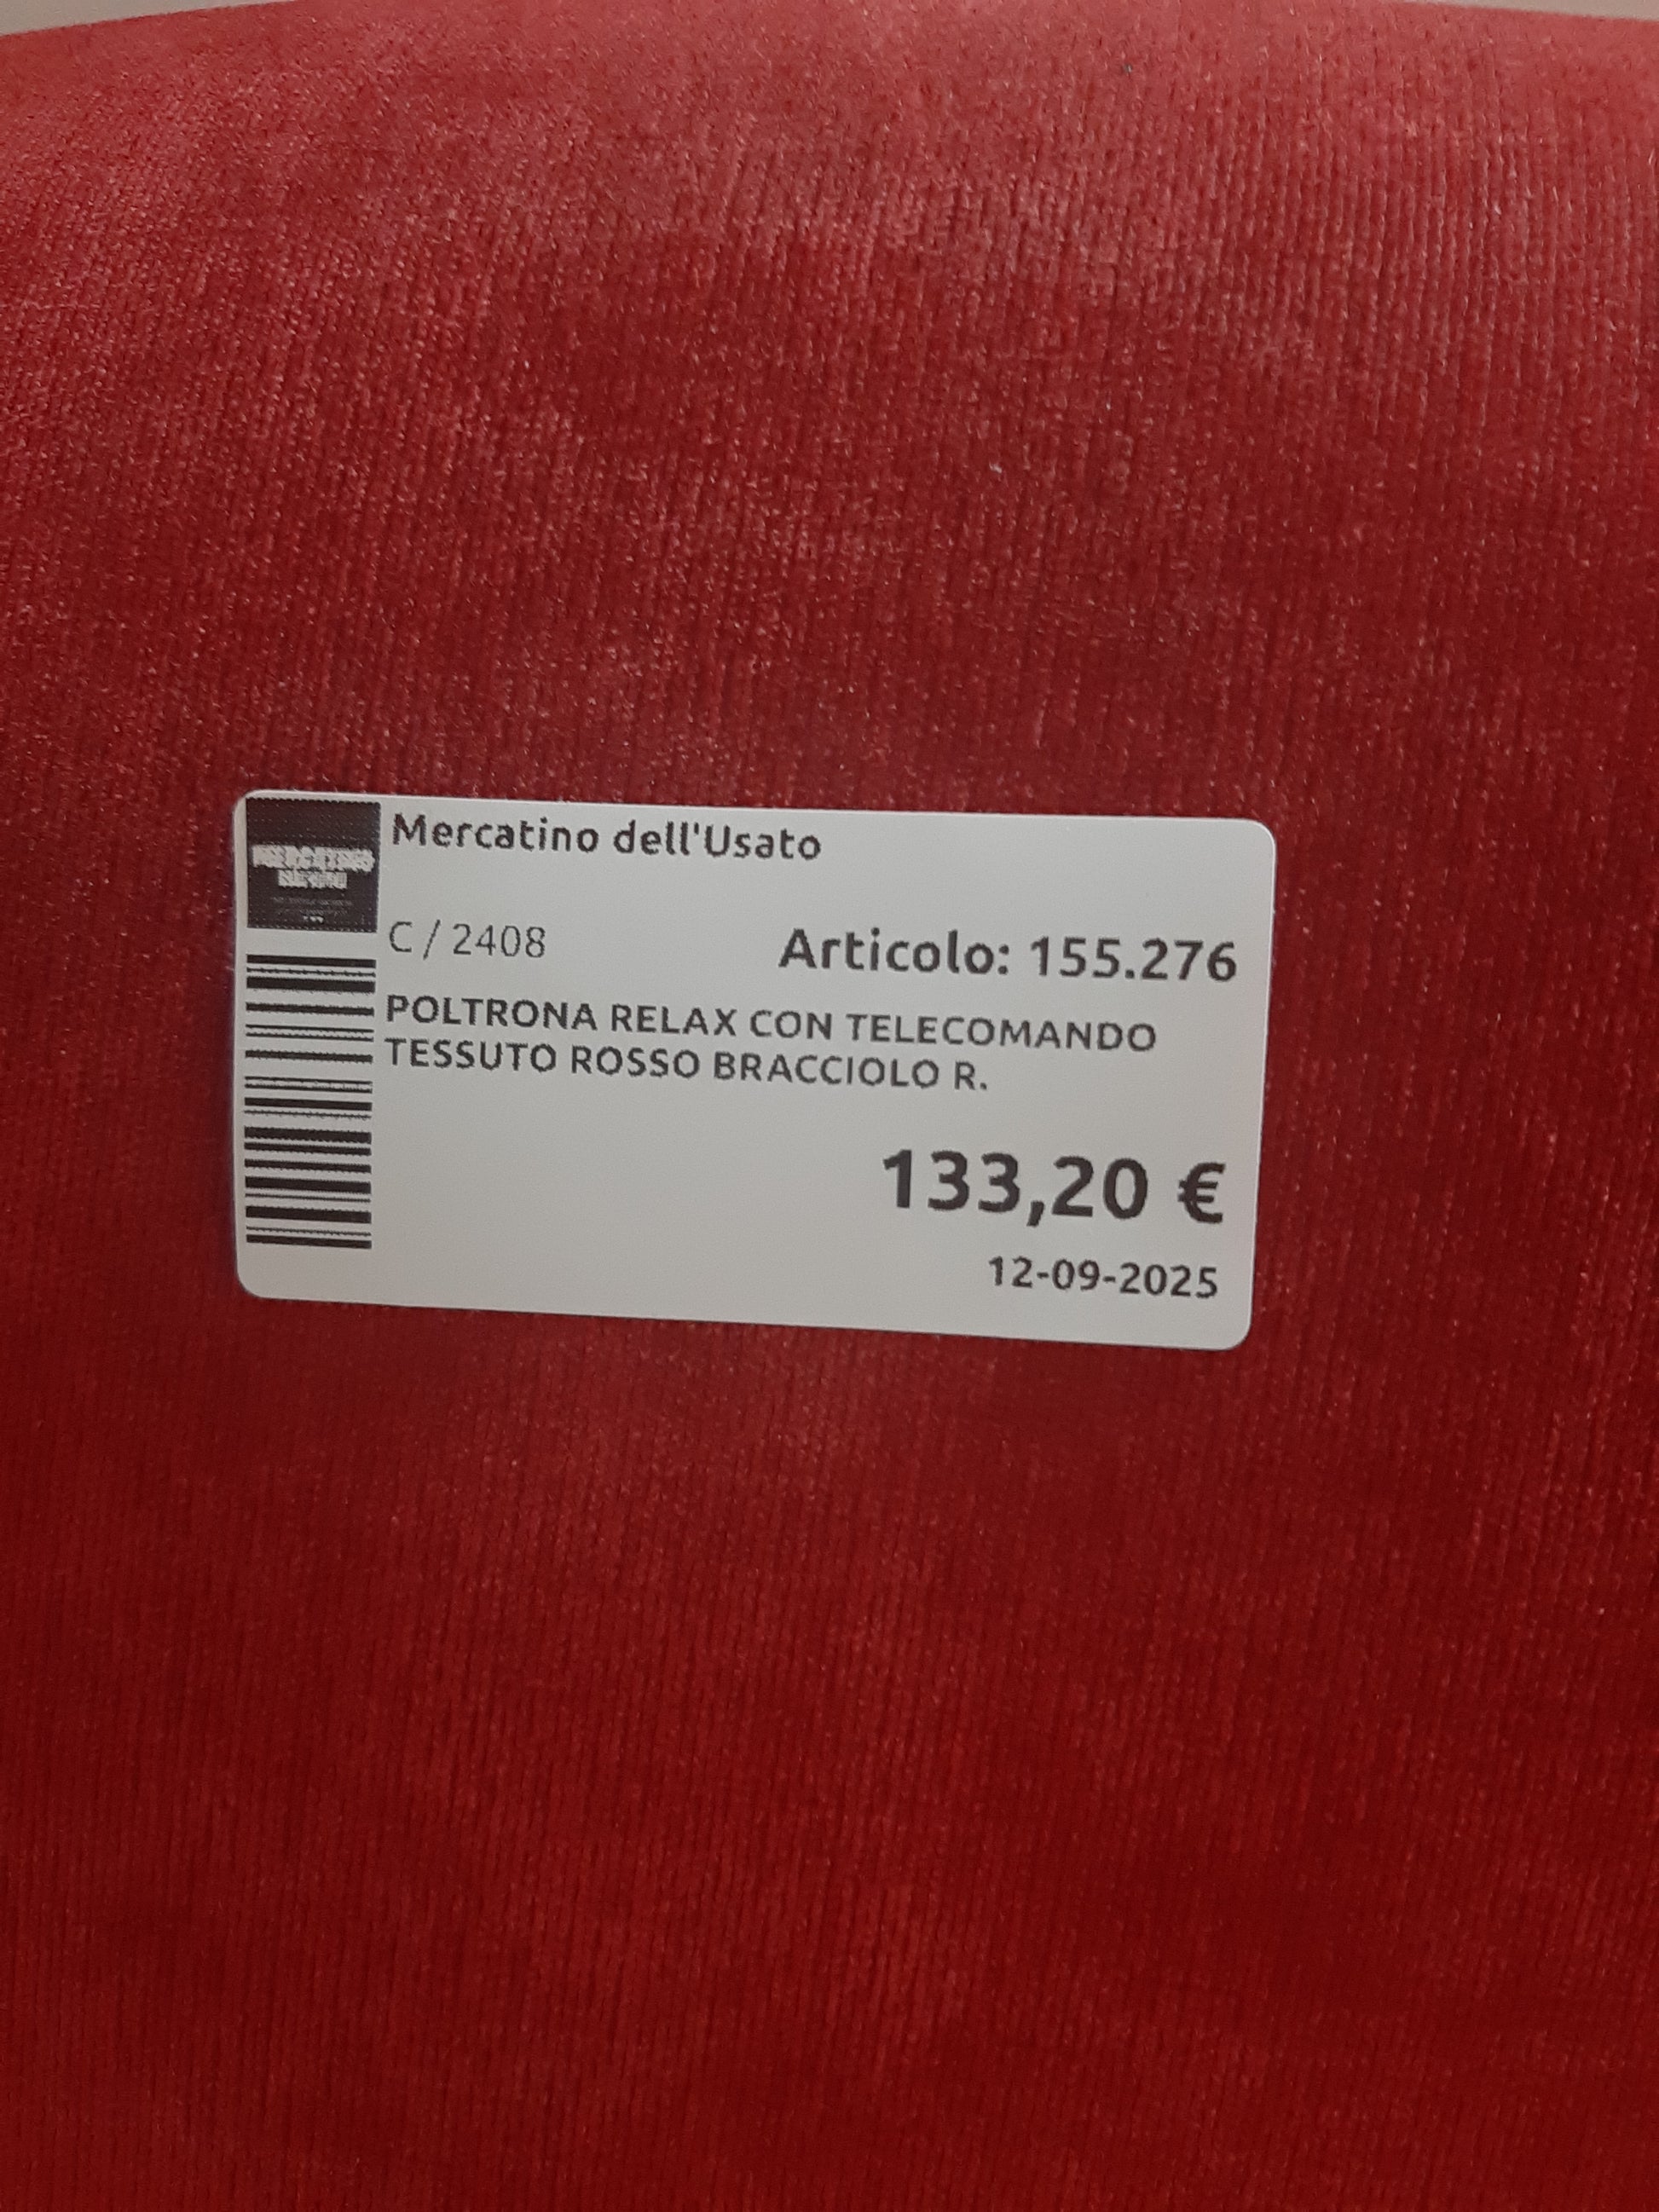 Mercatino dell'Usato
C / 2408
Articolo: 155.276
POLTRONA RELAX CON TELECOMANDO
TESSUTO ROSSO BRACCIOLO R.
133,20 €
12-09-2025